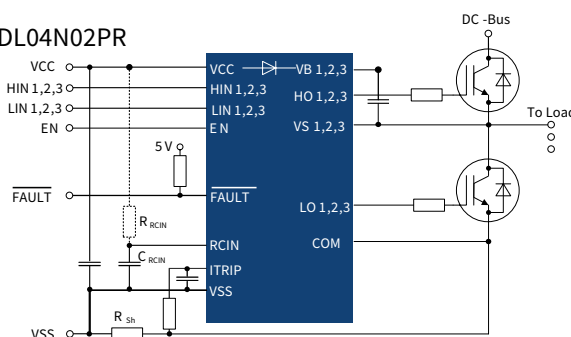 DC -Bus
DL04N02PR
VCC
VCC
VB 1,2,3
HIN 1,2,3
HIN 1,2,3
HO 1,2,3
LIN 1,2,3
LIN 1,2,3
To Load
EN
EN
VS 1,2,3
5 V
FAULT
FAULT
LO 1,2,3
R RCIN
RCIN
COM
C RCIN
ITRIP
VSS
R Sh
VSS